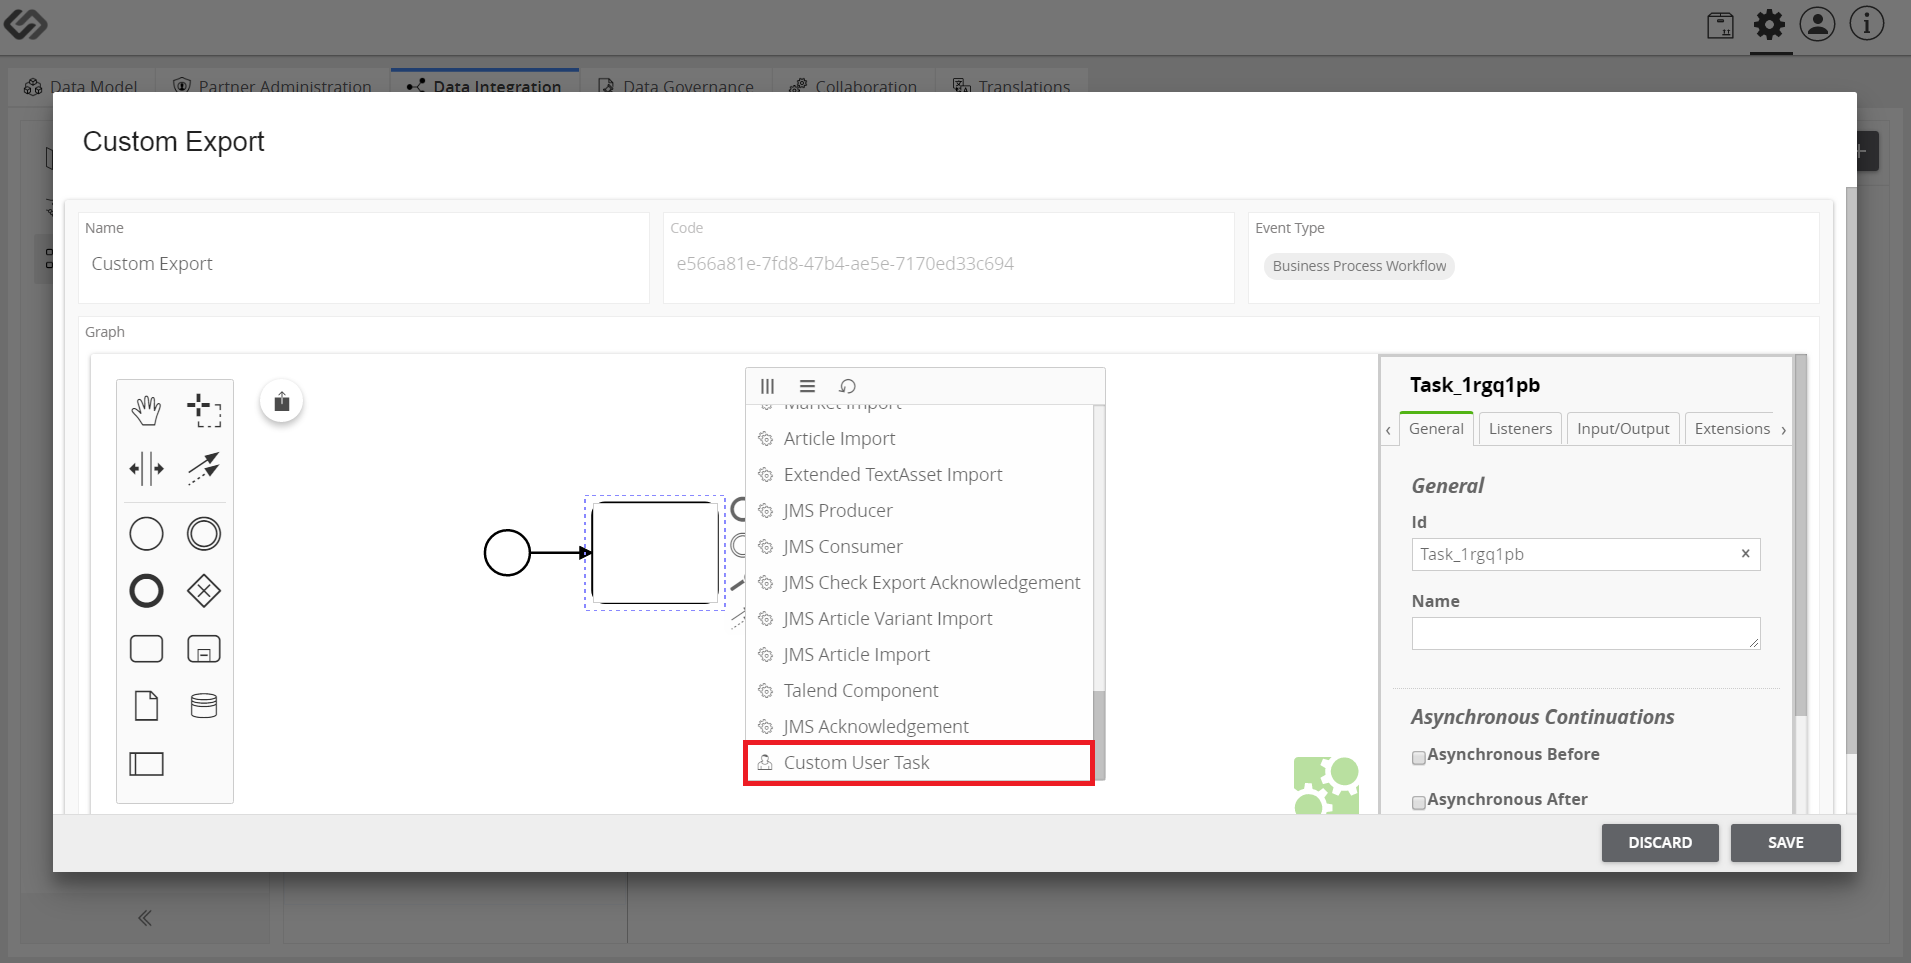 Data Model
Partner Administration
Data Integration
Data Governance
Collaboration
Translations
Custom Export
Name
Custom Export
Code
e566a81e-7fd8-47b4-ae5e-7170ed33c694
Event Type
Business Process Workflow
Graph
Market Import
Article Import
Extended TextAsset Import
JMS Producer
JMS Consumer
JMS Check Export Acknowledgement
JMS Article Variant Import
JMS Article Import
Talend Component
JMS Acknowledgement
Custom User Task
Task_1rgq1pb
‹ General Listeners Input/Output Extensions ›
General
Id
Task_1rgq1pb ×
Name
Asynchronous Continuations
Asynchronous Before
Asynchronous After
DISCARD
SAVE